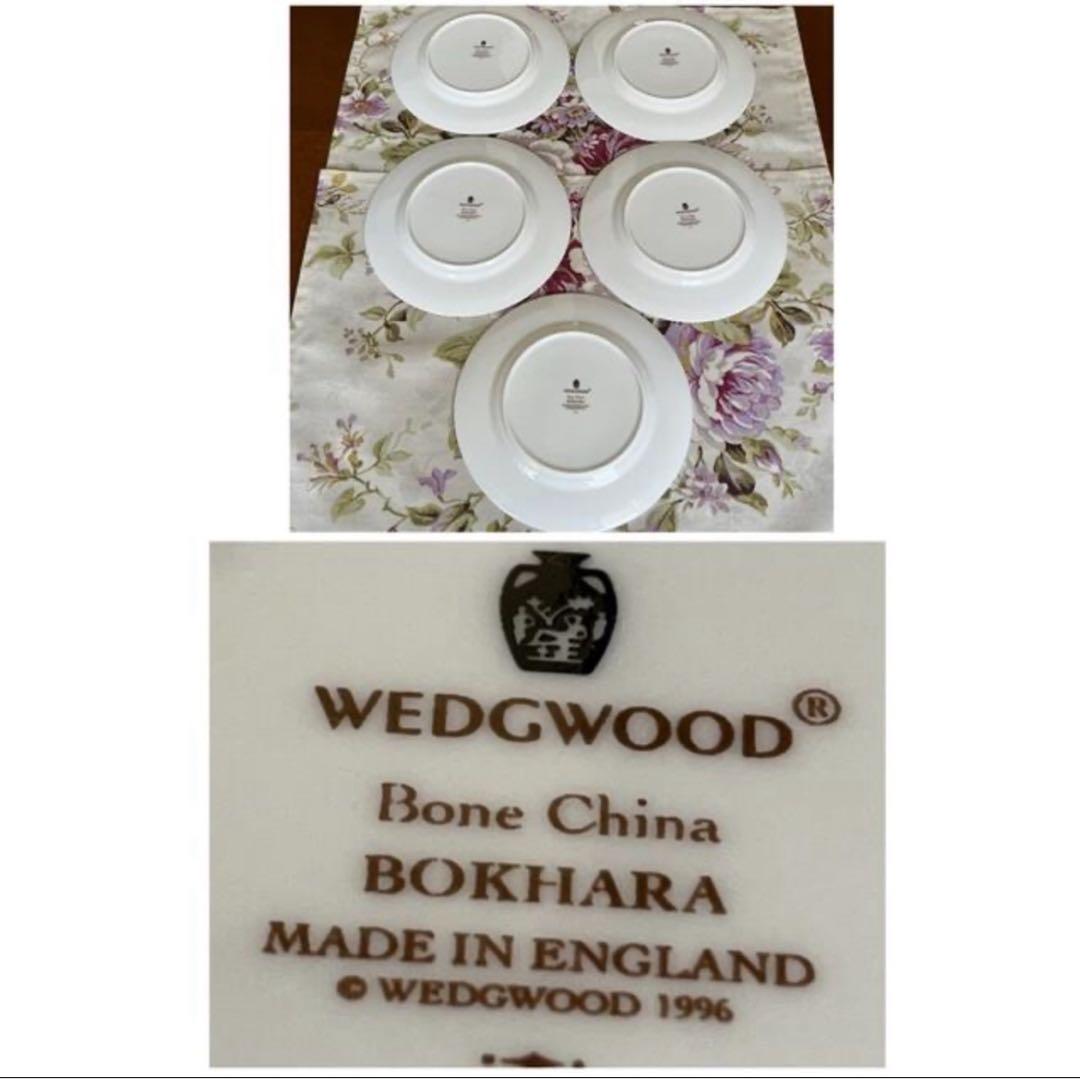 WEDGWOOD®
Bone China
BOKHARA
MADE IN ENGLAND
© WEDGWOOD 1996